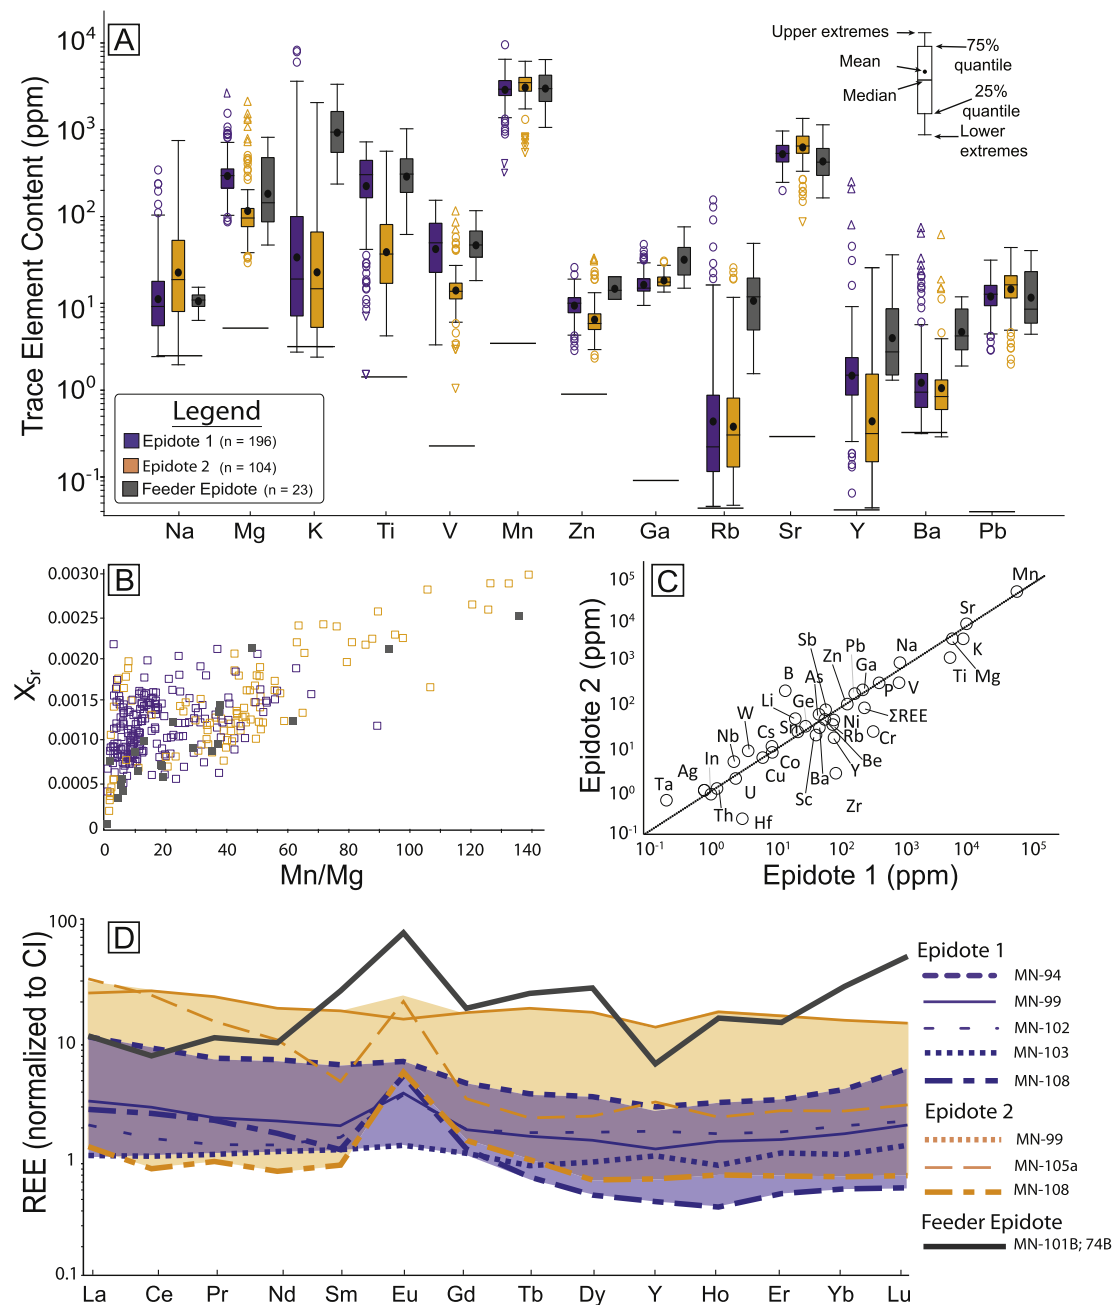 A
Trace Element Content (ppm)
10^4
10^3
10^2
10^1
10^0
10^-1
Upper extremes
75% quantile
Mean
Median
25% quantile
Lower extremes
Legend
Epidote 1 (n = 196)
Epidote 2 (n = 104)
Feeder Epidote (n = 23)
Na Mg K Ti V Mn Zn Ga Rb Sr Y Ba Pb
B
X_Sr
0.0030
0.0025
0.0020
0.0015
0.0010
0.0005
0
0 20 40 60 80 100 120 140
Mn/Mg
C
Epidote 2 (ppm)
10^5
10^4
10^3
10^2
10^1
10^0
10^-1
Mn
Sr
Sb
Pb
Zn
Na
K
B
As
Ga
Ti
Mg
P
V
Li
Ge
ΣREE
W
Ni
Cs
Sn
Rb
Cr
Nb
In
Be
Co
Ag
Cu
Ba
Y
Ta
U
Sc
Th
Hf
Zr
10^-1 10^0 10^1 10^2 10^3 10^4 10^5
Epidote 1 (ppm)
D
REE (normalized to CI)
100
10
1
0.1
La Ce Pr Nd Sm Eu Gd Tb Dy Y Ho Er Yb Lu
Epidote 1
MN-94
MN-99
MN-102
MN-103
MN-108
Epidote 2
MN-99
MN-105a
MN-108
Feeder Epidote
MN-101B; 74B